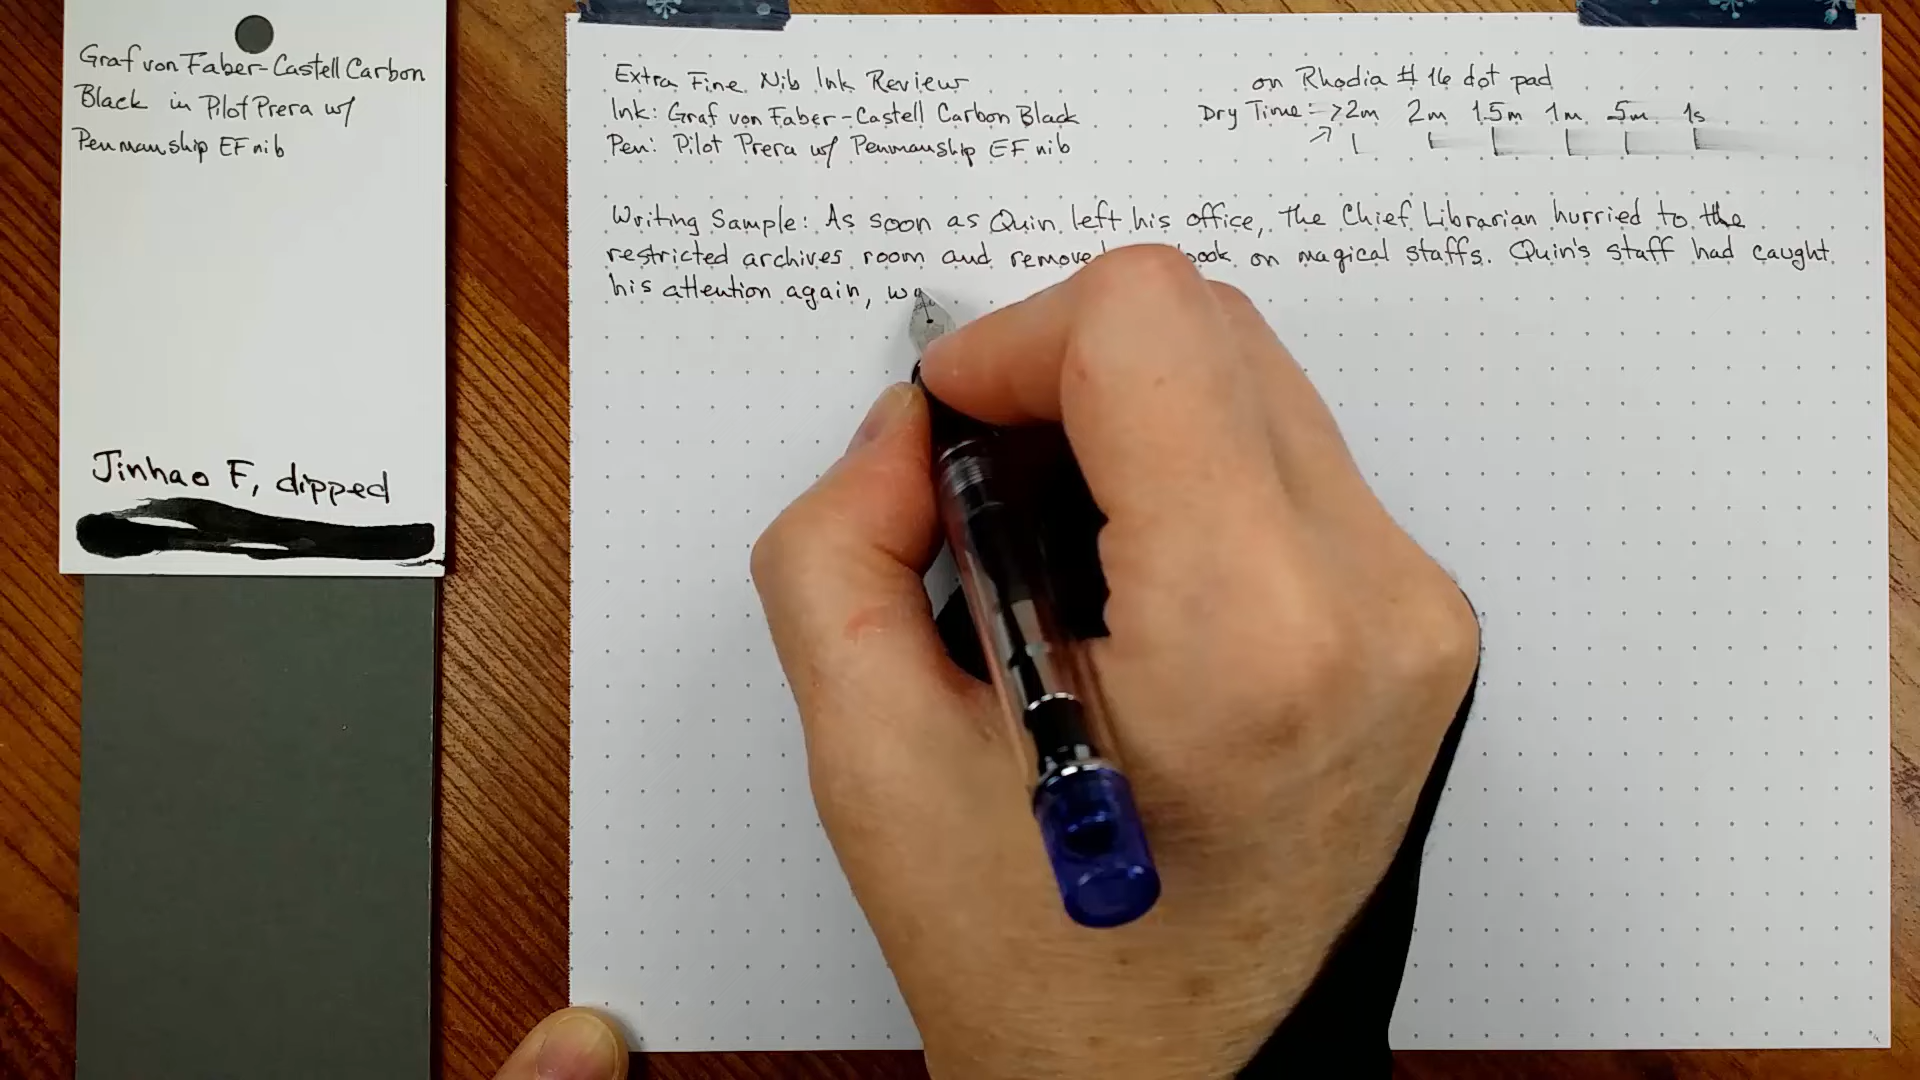 Graf von Faber-Castell Carbon
Black in Pilot Prera w/
Penmanship EF nib
Jinhao F, dipped
Extra Fine Nib Ink Review
Ink: Graf von Faber-Castell Carbon Black
Pen: Pilot Prera w/ Penmanship EF nib
on Rhodia #16 dot pad
Dry Time: >2m 2m 1.5m 1m .5m 1s
Writing Sample: As soon as Quin left his office, the Chief Librarian hurried to the
restricted archives room and remove book on magical staffs. Quin's staff had caught
his attention again, wa